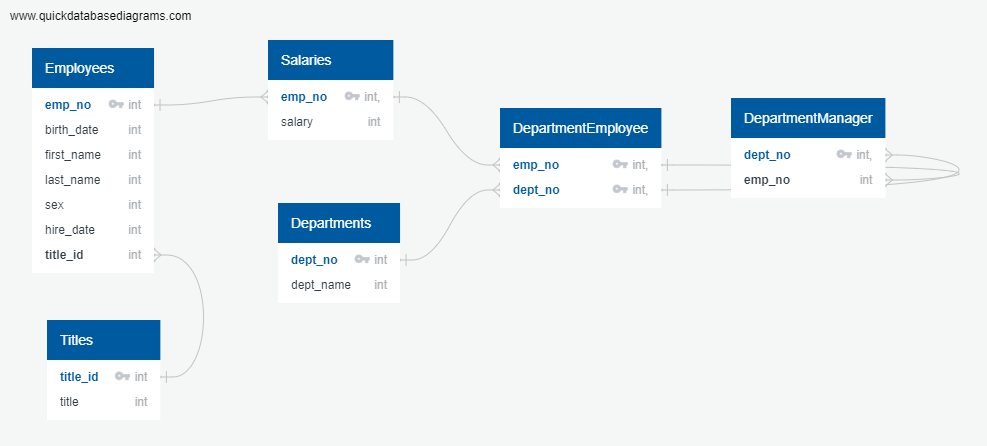 www.quickdatabasediagrams.com
Employees
emp_no int
birth_date int
first_name int
last_name int
sex int
hire_date int
title_id int
Titles
title_id int
title int
Salaries
emp_no int,
salary int
Departments
dept_no int
dept_name int
DepartmentEmployee
emp_no int,
dept_no int,
DepartmentManager
dept_no int,
emp_no int